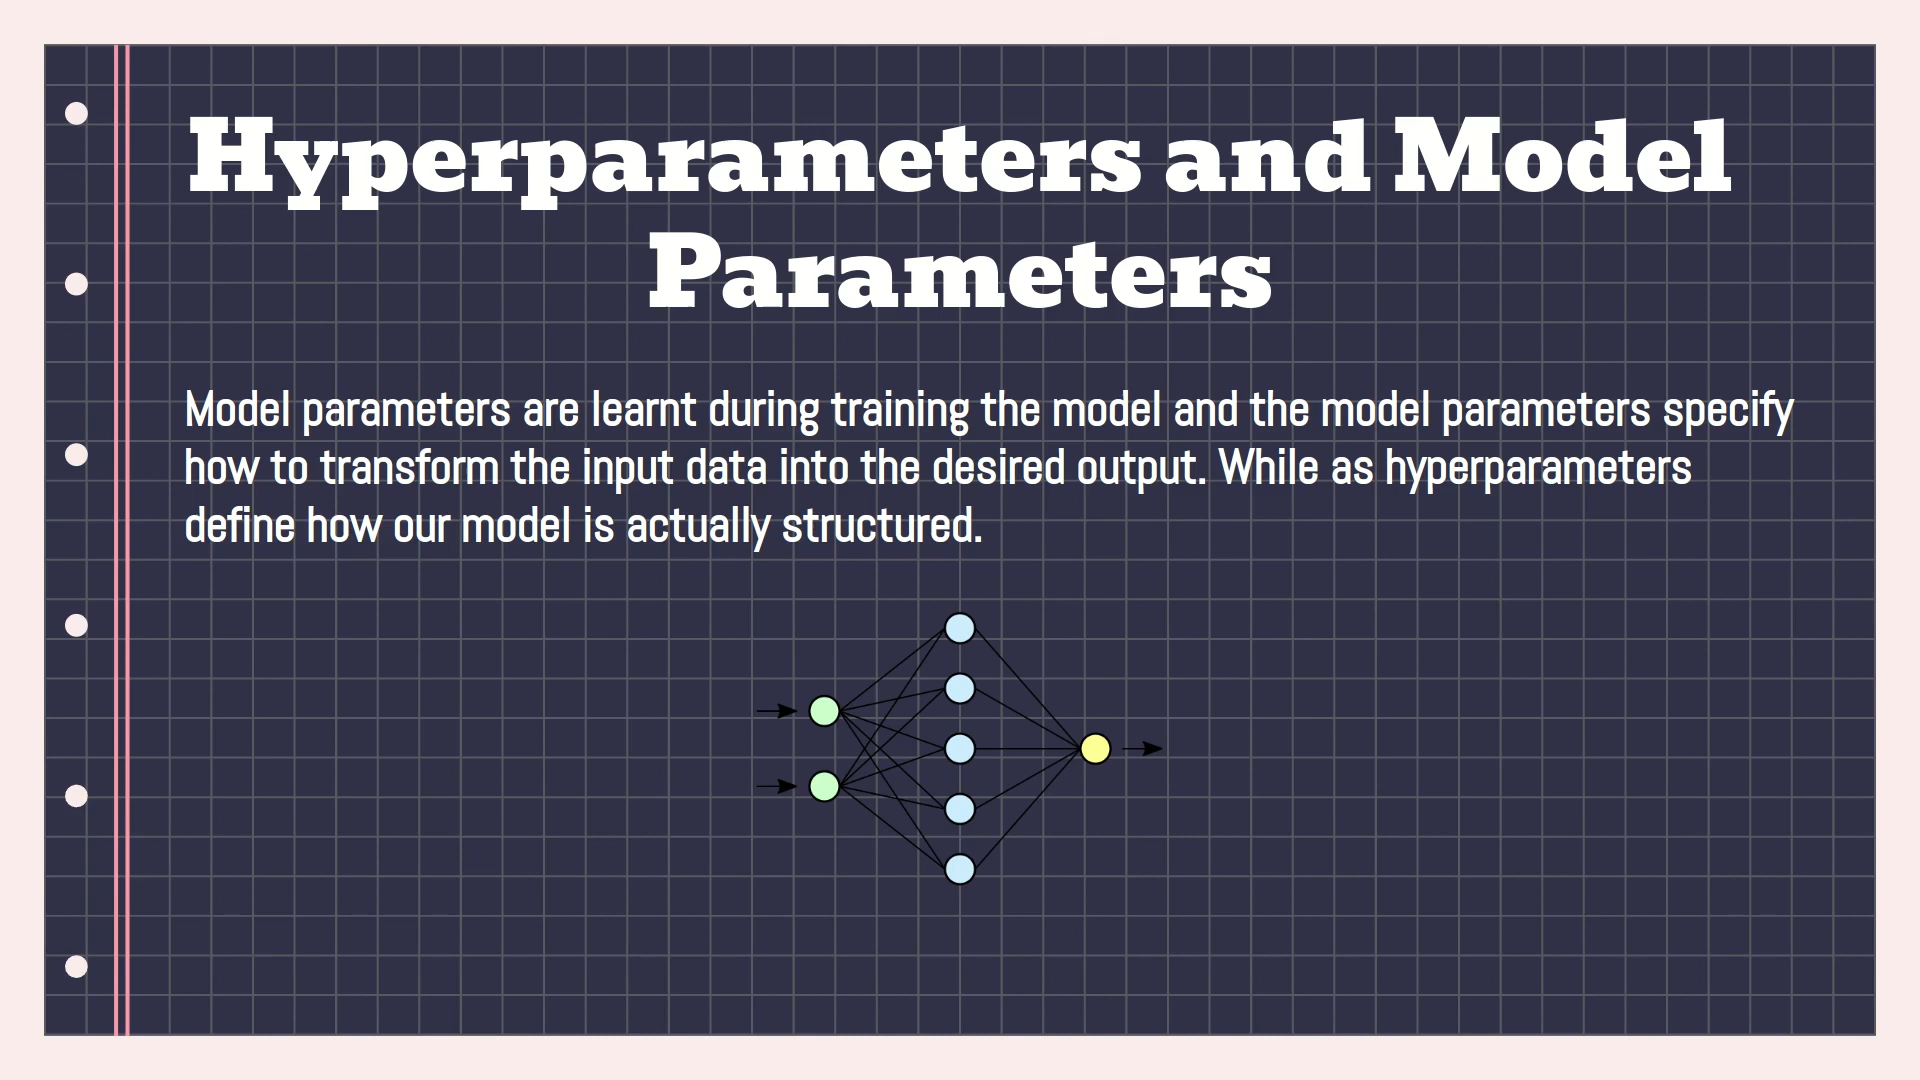 Hyperparameters and Model
Parameters
Model parameters are learnt during training the model and the model parameters specify
how to transform the input data into the desired output. While as hyperparameters
define how our model is actually structured.